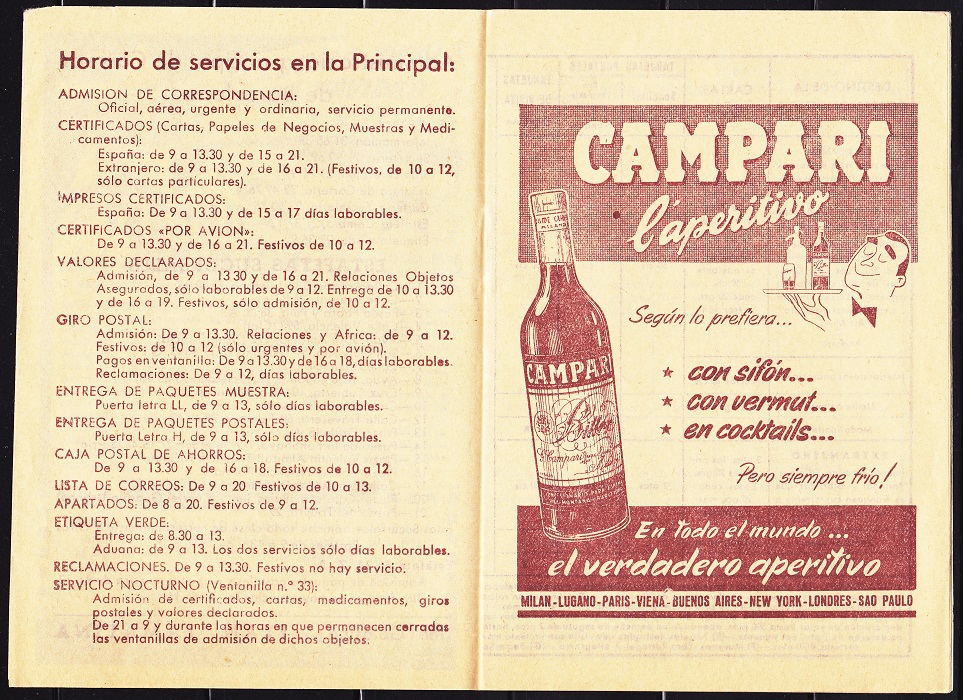 Horario de servicios en la Principal:
ADMISION DE CORRESPONDENCIA:
Oficial, aérea, urgente y ordinaria, servicio permanente.
CERTIFICADOS (Cartas, Papeles de Negocios, Muestras y Medi-
camentos):
España: de 9 a 13.30 y de 15 a 21.
Extranjero: de 9 a 13.30 y de 16 a 21. (Festivos, de 10 a 12,
sólo cartas particulares).
IMPRESOS CERTIFICADOS:
España: De 9 a 13.30 y de 15 a 17 días laborables.
CERTIFICADOS «POR AVION»:
De 9 a 13.30 y de 16 a 21. Festivos de 10 a 12.
VALORES DECLARADOS:
Admisión, de 9 a 13 30 y de 16 a 21. Relaciones Objetos
Asegurados, sólo laborables de 9 a 12. Entrega de 10 a 13.30
y de 16 a 19. Festivos, sólo admisión, de 10 a 12.
GIRO POSTAL:
Admisión: De 9 a 13.30. Relaciones y Africa: de 9 a 12.
Festivos: de 10 a 12 (sólo urgentes y por avión).
Pagos en ventanilla: De 9 a 13.30 y de 16 a 18, días laborables.
Reclamaciones: De 9 a 12, días laborables.
ENTREGA DE PAQUETES MUESTRA:
Puerta letra LL, de 9 a 13, sólo días laborables.
ENTREGA DE PAQUETES POSTALES:
Puerta Letra H, de 9 a 13, sólo días laborables.
CAJA POSTAL DE AHORROS:
De 9 a 13.30 y de 16 a 18. Festivos de 10 a 12.
LISTA DE CORREOS: De 9 a 20 Festivos de 10 a 13.
APARTADOS: De 8 a 20. Festivos de 9 a 12.
ETIQUETA VERDE:
Entrega: de 8.30 a 13.
Aduana: de 9 a 13. Los dos servicios sólo días laborables.
RECLAMACIONES. De 9 a 13.30. Festivos no hay servicio.
SERVICIO NOCTURNO (Ventanilla n.° 33):
Admisión de certificados, cartas, medicamentos, giros
postales y valores declarados.
De 21 a 9 y durante las horas en que permanecen cerradas
las ventanillas de admisión de dichos objetos.
CAMPARI
l'aperitivo
Según lo prefiera...
★ con sifón...
★ con vermut...
★ en cocktails...
Pero siempre frío!
CAMPARI
Bitter
Campari
En todo el mundo ...
el verdadero aperitivo
MILAN-LUGANO-PARIS-VIENA-BUENOS AIRES-NEW YORK-LONDRES-SAO PAULO